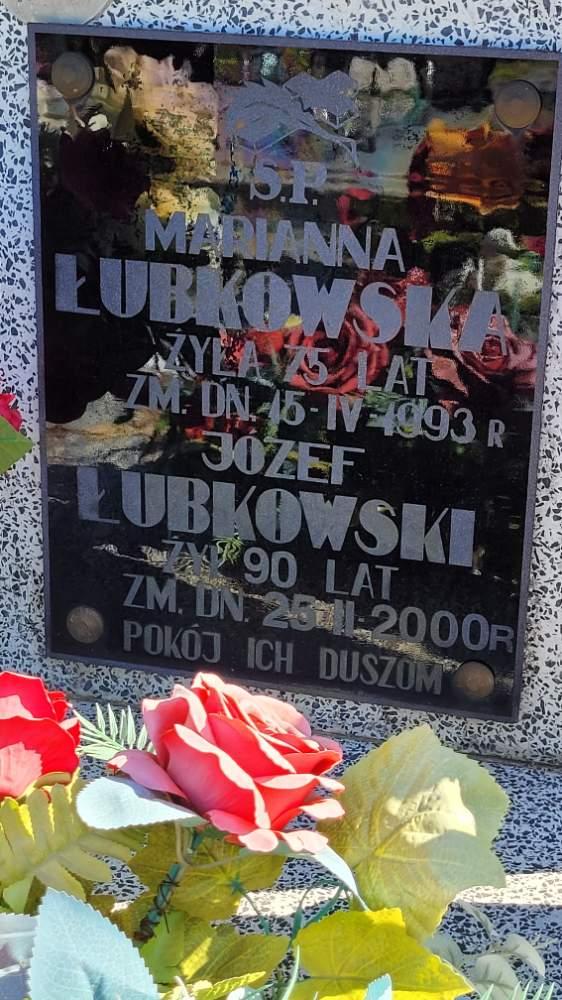 Ś.P.
MARIANNA
ŁUBKOWSKA
ŻYŁA 75 LAT
ZM. DN. 15-IV-1993 R
JÓZEF
ŁUBKOWSKI
ŻYŁ 90 LAT
ZM. DN. 25-II-2000R
POKÓJ ICH DUSZOM